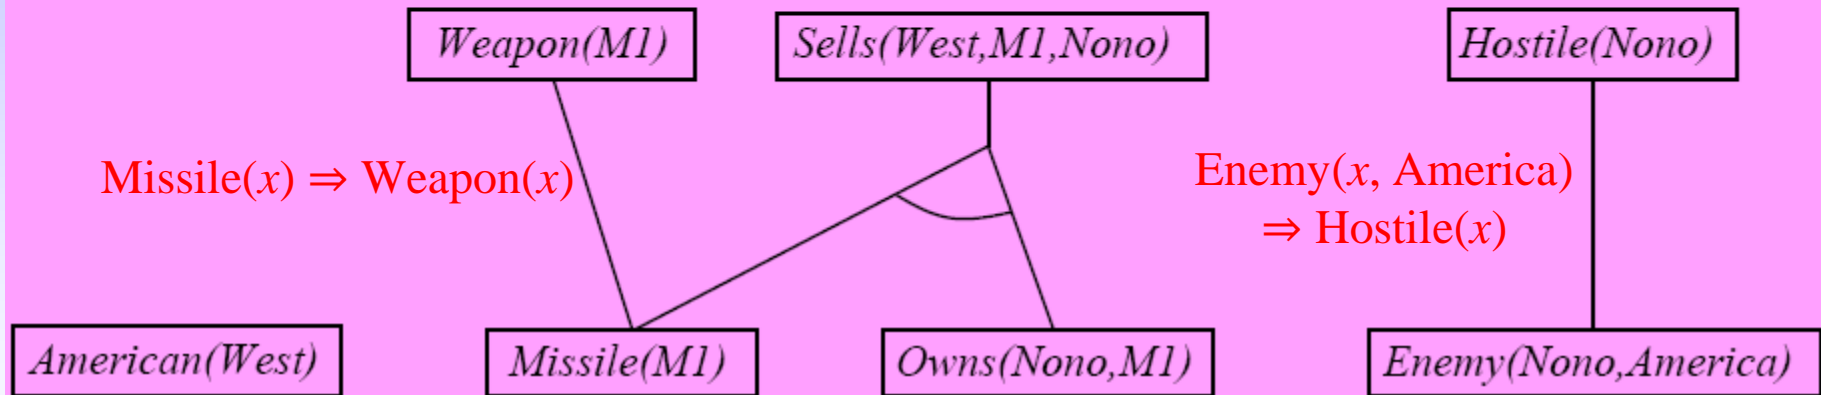 Weapon(M1)
Sells(West,M1,Nono)
Hostile(Nono)
Missile(x) ⇒ Weapon(x)
Enemy(x, America)
⇒ Hostile(x)
American(West)
Missile(M1)
Owns(Nono,M1)
Enemy(Nono,America)